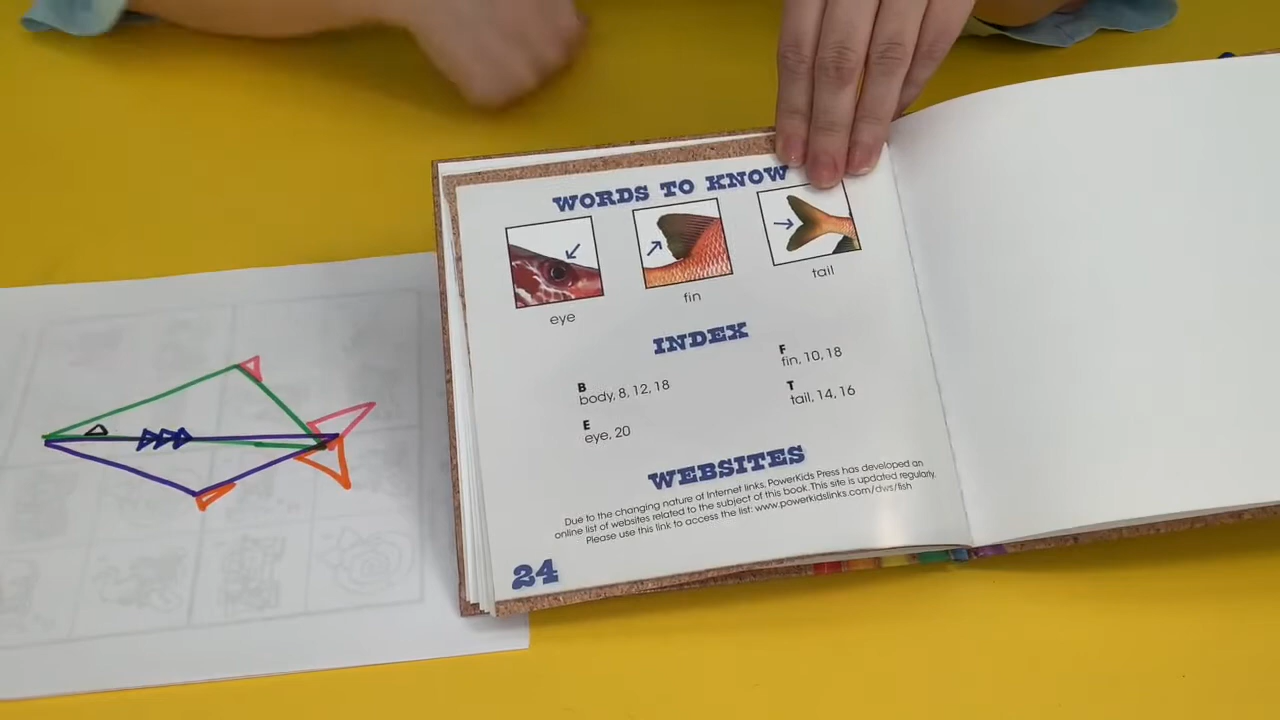 WORDS TO KNOW
eye
fin
tail
INDEX
B
body, 8, 12, 18
E
eye, 20
F
fin, 10, 18
T
tail, 14, 16
WEBSITES
Due to the changing nature of Internet links, PowerKids Press has developed an
online list of websites related to the subject of this book. This site is updated regularly.
Please use this link to access the list: www.powerkidslinks.com/dws/fish
24